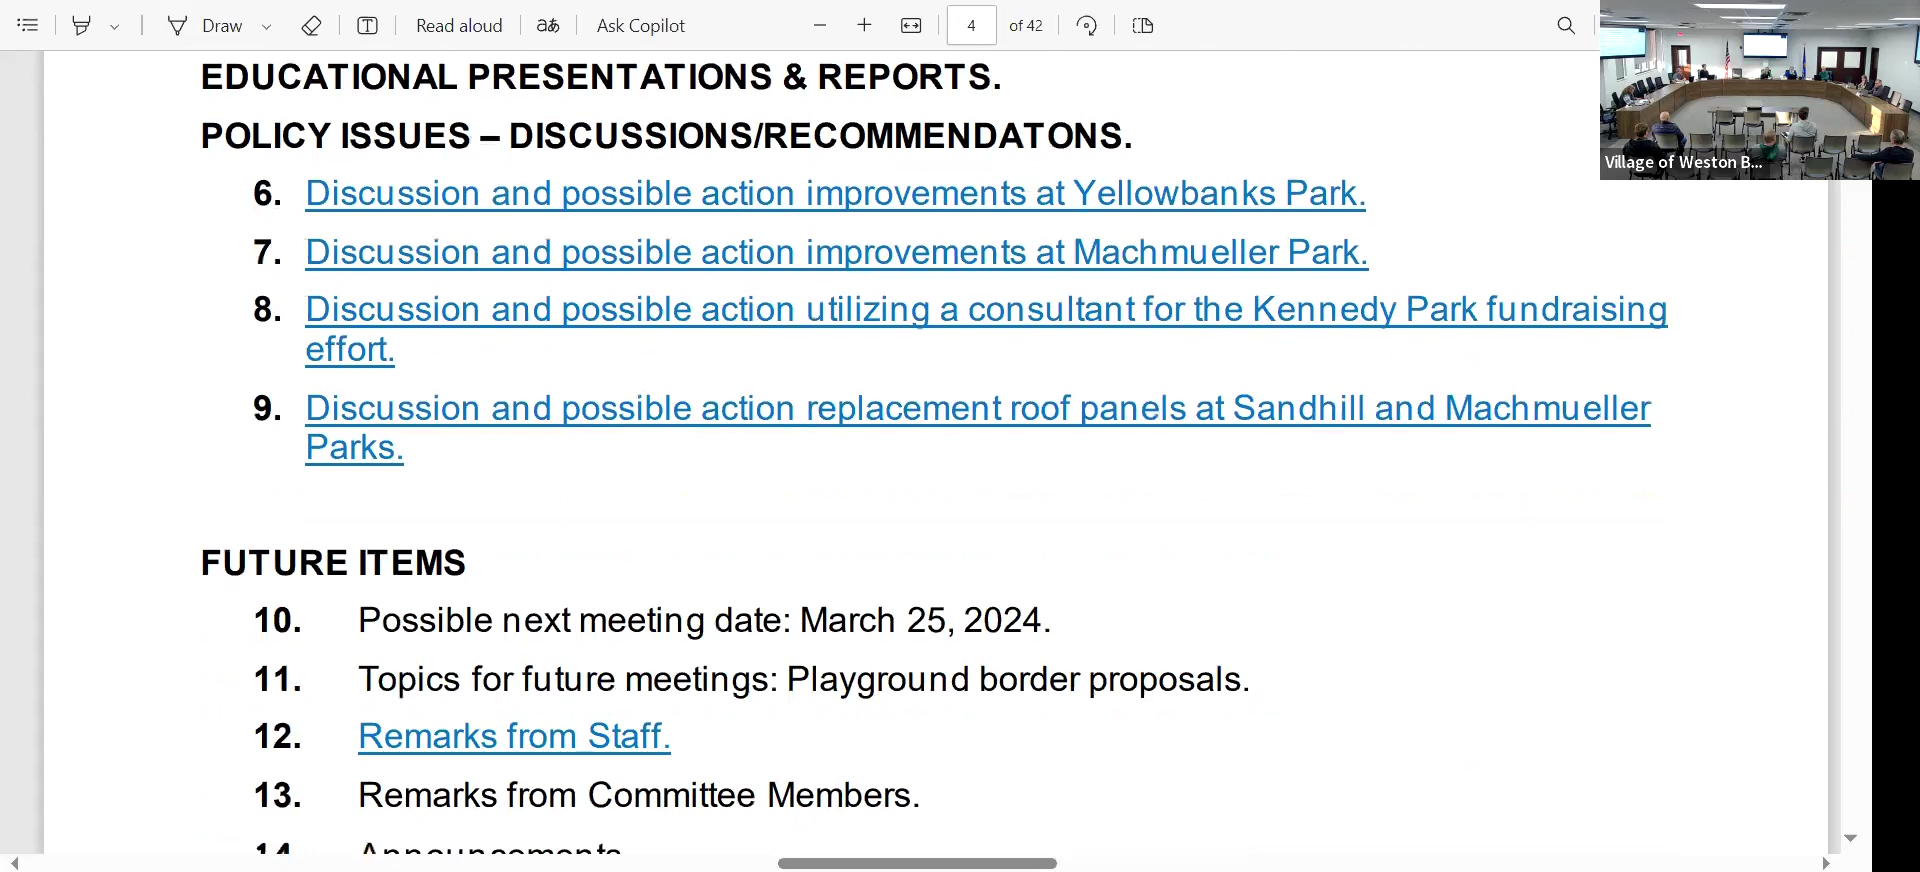 Draw
Read aloud
aあ
Ask Copilot
4
of 42
Village of Weston B...
EDUCATIONAL PRESENTATIONS & REPORTS.
POLICY ISSUES – DISCUSSIONS/RECOMMENDATONS.
6. Discussion and possible action improvements at Yellowbanks Park.
7. Discussion and possible action improvements at Machmueller Park.
8. Discussion and possible action utilizing a consultant for the Kennedy Park fundraising
effort.
9. Discussion and possible action replacement roof panels at Sandhill and Machmueller
Parks.
FUTURE ITEMS
10. Possible next meeting date: March 25, 2024.
11. Topics for future meetings: Playground border proposals.
12. Remarks from Staff.
13. Remarks from Committee Members.
14. Announcements.